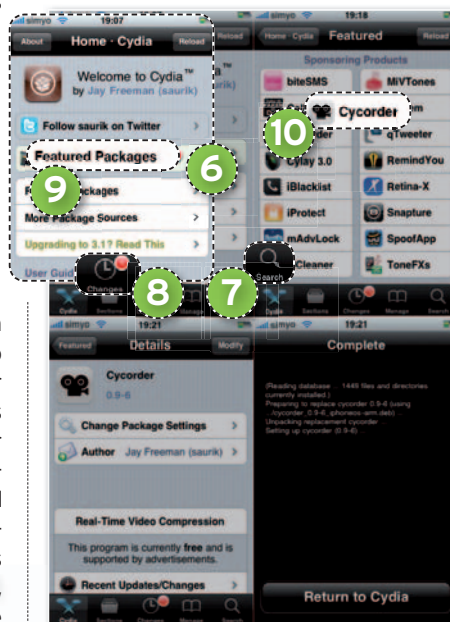 simyo 19:07
About Home · Cydia Reload
Welcome to Cydia™
by Jay Freeman (saurik)
Follow saurik on Twitter
Featured Packages
6
9
More Package Sources
Upgrading to 3.1? Read This
User Guid
Changes
8
7
Search
Cydia
Manage
simyo 19:18
Home · Cydia Featured Reload
Sponsoring Products
biteSMS MiVTones
10
Cycorder
qTweeter
Cylay 3.0 RemindYou
iBlacklist Retina-X
iProtect Snapture
mAdvLock SpoofApp
Cleaner ToneFXs
Cydia Sections Changes Manage Search
simyo 19:21
Featured Details Modify
Cycorder
0.9-6
Change Package Settings
Author Jay Freeman (saurik)
Real-Time Video Compression
This program is currently free and is
supported by advertisements.
Recent Updates/Changes
Cydia Sections Changes Manage Search
simyo 19:21
Complete
(Reading database ... 1449 files and directories
currently installed.)
Preparing to replace cycorder 0.9-6 (using
.../cycorder_0.9-6_iphoneos-arm.deb) ...
Unpacking replacement cycorder ...
Setting up cycorder (0.9-6) ...
Return to Cydia